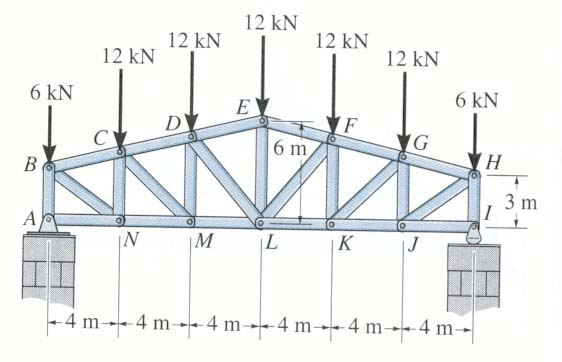 12 kN
12 kN 12 kN
12 kN 12 kN
6 kN 6 kN
E
D F
C G
6 m
B H
3 m
A I
N M L K J
4 m 4 m 4 m 4 m 4 m 4 m